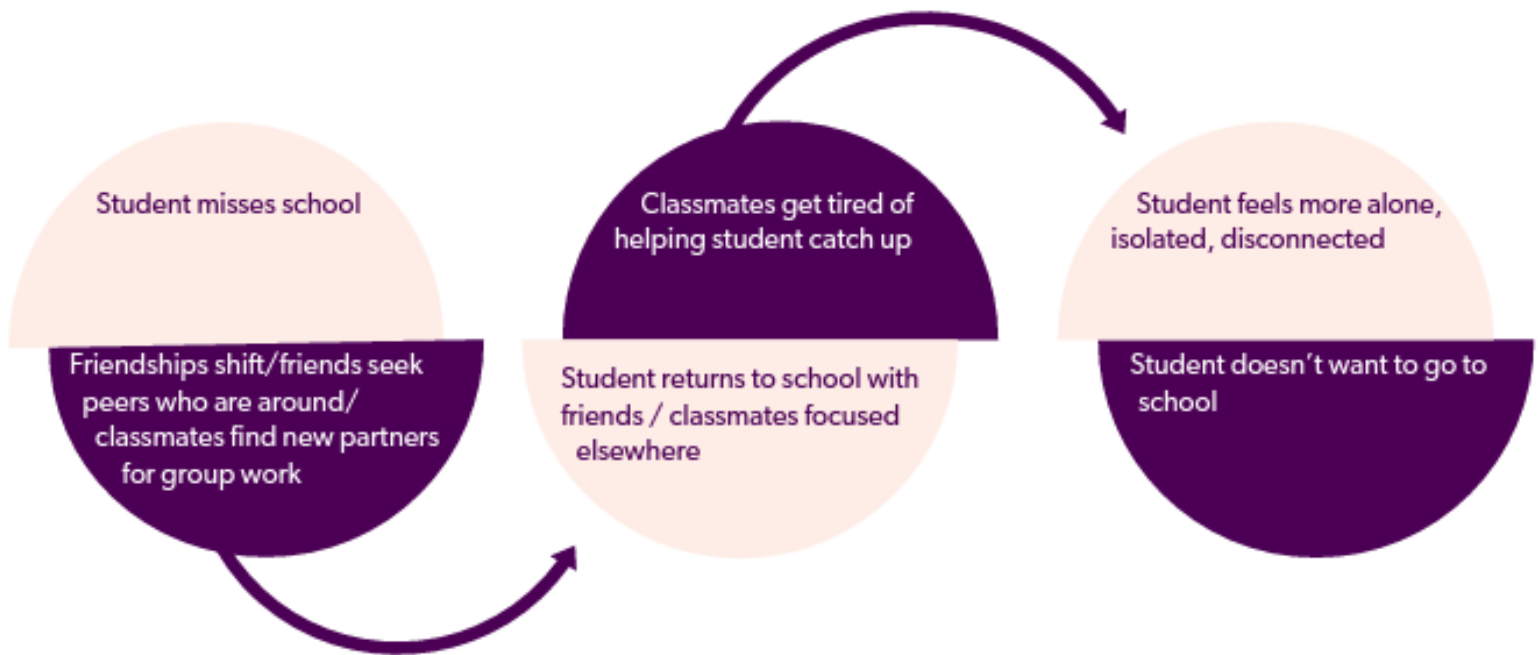 Student misses school
Friendships shift/friends seek
peers who are around/
classmates find new partners
for group work
Student returns to school with
friends / classmates focused
elsewhere
Classmates get tired of
helping student catch up
Student feels more alone,
isolated, disconnected
Student doesn’t want to go to
school